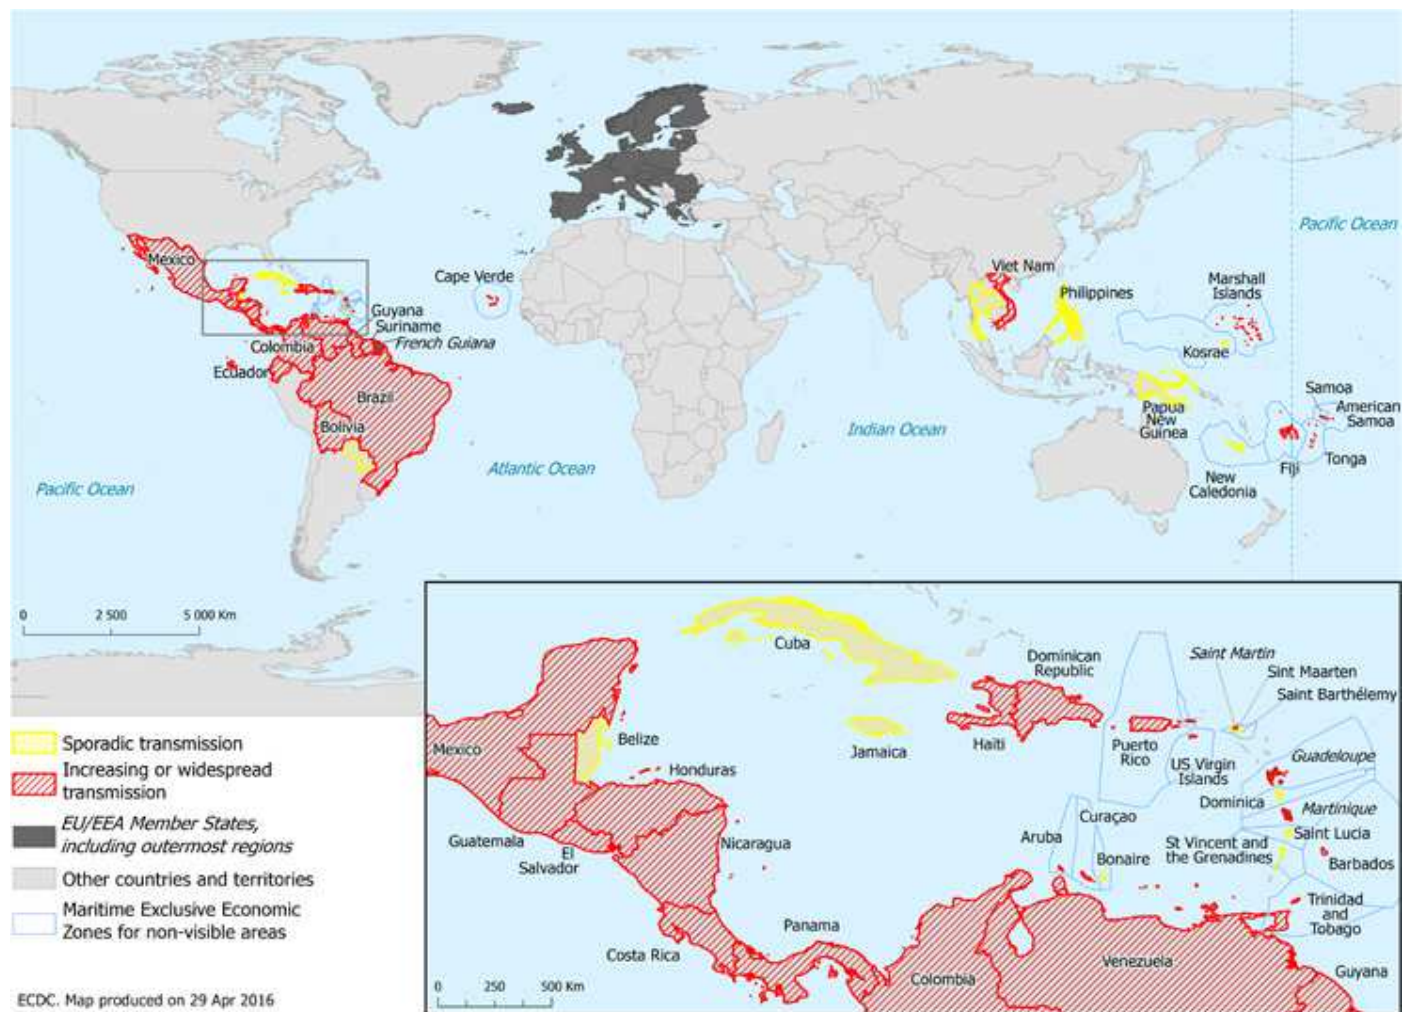 Pacific Ocean
Mexico
Cape Verde
Viet Nam
Philippines
Marshall
Islands
Guyana
Suriname
French Guiana
Colombia
Kosrae
Ecuador
Brazil
Samoa
American
Samoa
Papua
New
Guinea
Bolivia
Indian Ocean
Tonga
Fiji
New
Caledonia
Atlantic Ocean
Pacific Ocean
0 2 500 5 000 Km
Cuba
Dominican
Republic
Saint Martin
Sint Maarten
Saint Barthélemy
Mexico
Belize
Jamaica
Haïti
Puerto
Rico
US Virgin
Islands
Guadeloupe
Honduras
Dominica
Martinique
Guatemala
El
Salvador
Nicaragua
Aruba
Curaçao
Bonaire
St Vincent and
the Grenadines
Saint Lucia
Barbados
Costa Rica
Panama
Trinidad
and
Tobago
Colombia
Venezuela
Guyana
0 250 500 Km
Sporadic transmission
Increasing or widespread
transmission
EU/EEA Member States,
including outermost regions
Other countries and territories
Maritime Exclusive Economic
Zones for non-visible areas
ECDC. Map produced on 29 Apr 2016